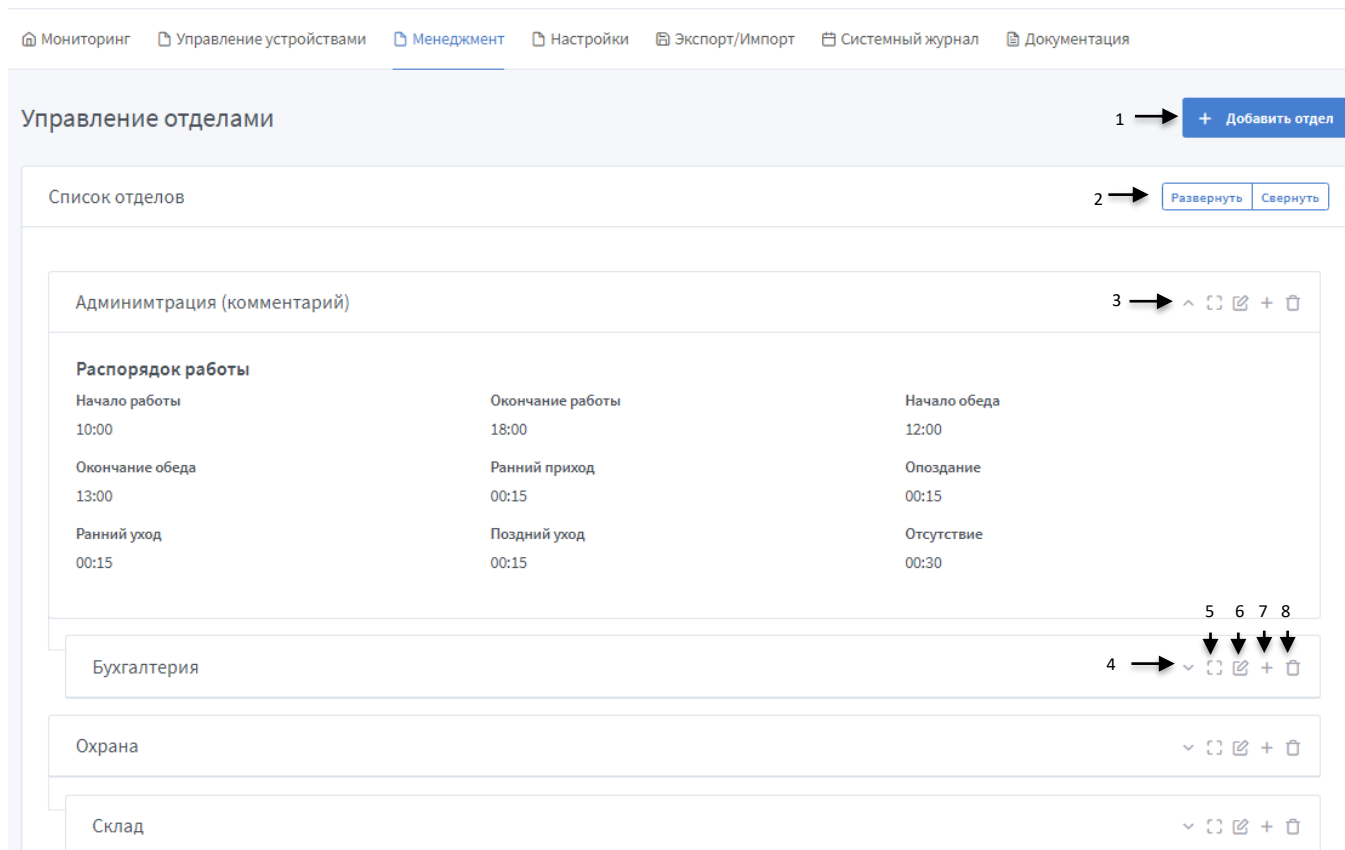 Мониторинг Управление устройствами Менеджмент Настройки Экспорт/Импорт Системный журнал Документация
Управление отделами 1 + Добавить отдел
Список отделов 2 Развернуть Свернуть
Админимтрация (комментарий) 3
Распорядок работы
Начало работы Окончание работы Начало обеда
10:00 18:00 12:00
Окончание обеда Ранний приход Опоздание
13:00 00:15 00:15
Ранний уход Поздний уход Отсутствие
00:15 00:15 00:30
5 6 7 8
Бухгалтерия 4
Охрана
Склад